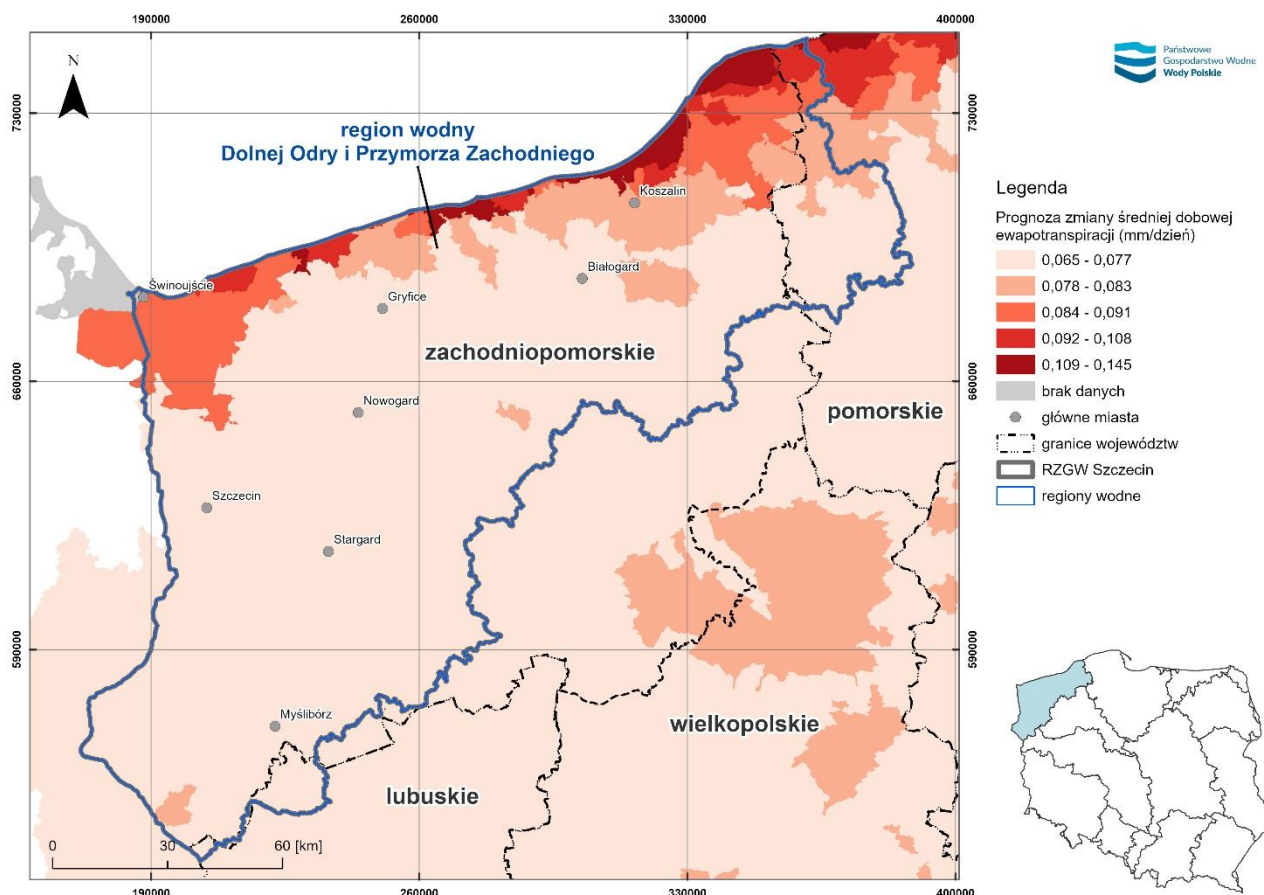 190000
260000
330000
400000
N
730000
730000
region wodny
Dolnej Odry i Przymorza Zachodniego
Koszalin
Świnoujście
Białogard
Gryfice
zachodniopomorskie
660000
660000
pomorskie
Nowogard
Szczecin
Stargard
590000
590000
Myślibórz
wielkopolskie
lubuskie
0
30
60 [km]
190000
260000
330000
400000
Państwowe
Gospodarstwo Wodne
Wody Polskie
Legenda
Prognoza zmiany średniej dobowej
ewapotranspiracji (mm/dzień)
0,065 - 0,077
0,078 - 0,083
0,084 - 0,091
0,092 - 0,108
0,109 - 0,145
brak danych
główne miasta
granice województw
RZGW Szczecin
regiony wodne